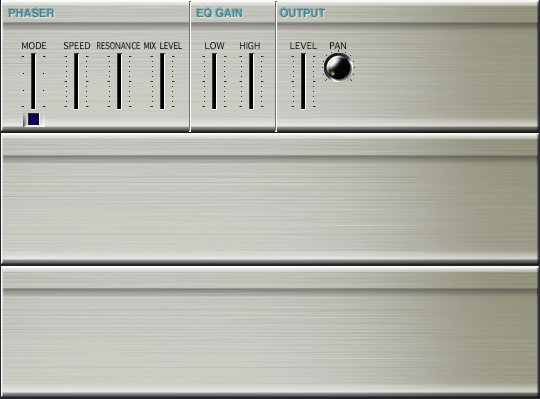 PHASER EQ GAIN OUTPUT
MODE SPEED RESONANCE MIX LEVEL LOW HIGH LEVEL PAN